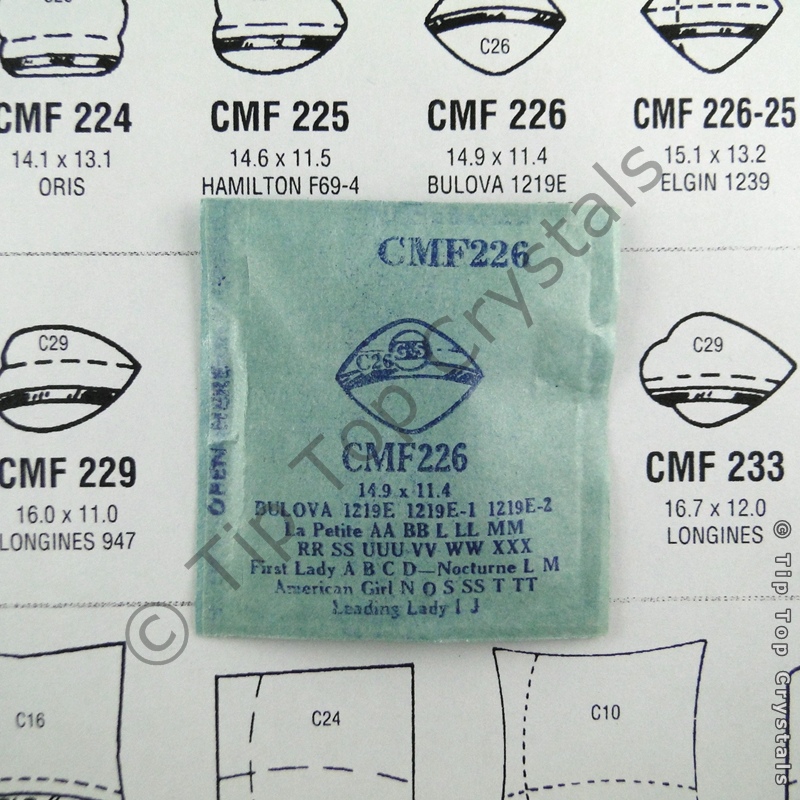 C26
CMF 224
14.1 x 13.1
ORIS
CMF 225
14.6 x 11.5
HAMILTON F69-4
CMF 226
14.9 x 11.4
BULOVA 1219E
CMF 226-25
15.1 x 13.2
ELGIN 1239
CMF226
OPEN HERE
C26 GS
CMF226
14.9 x 11.4
BULOVA 1219E 1219E-1 1219E-2
La Petite AA BB L LL MM
RR SS UUU VV WW XXX
First Lady A B C D—Nocturne L M
American Girl N O S SS T TT
Leading Lady I J
C29
CMF 229
16.0 x 11.0
LONGINES 947
C29
CMF 233
16.7 x 12.0
LONGINES
C16
C24
C10
© Tip Top Crystals
© Tip Top Crystals